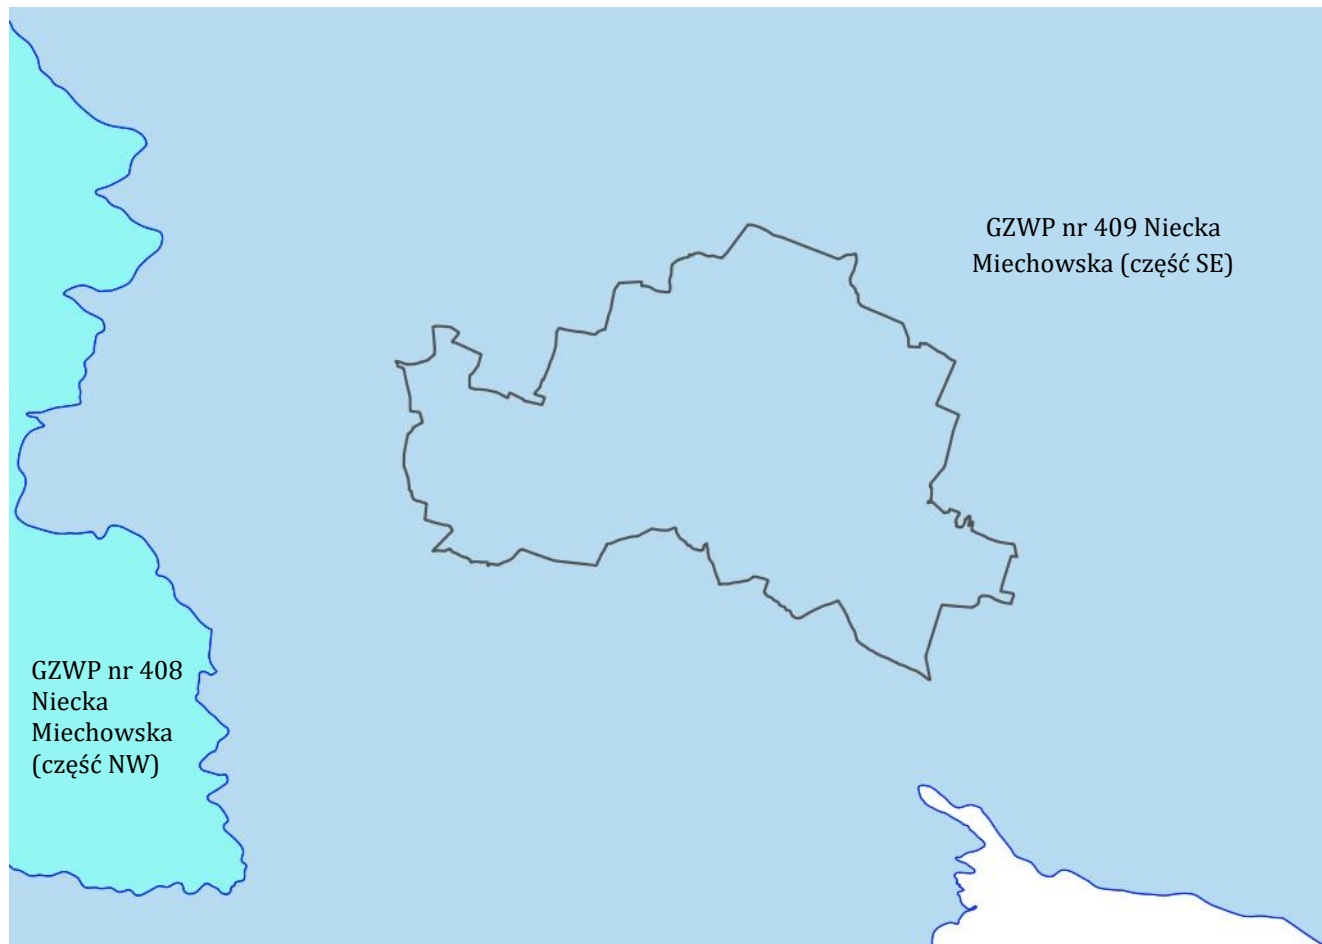 GZWP nr 409 Niecka
Miechowska (część SE)
GZWP nr 408
Niecka
Miechowska
(część NW)